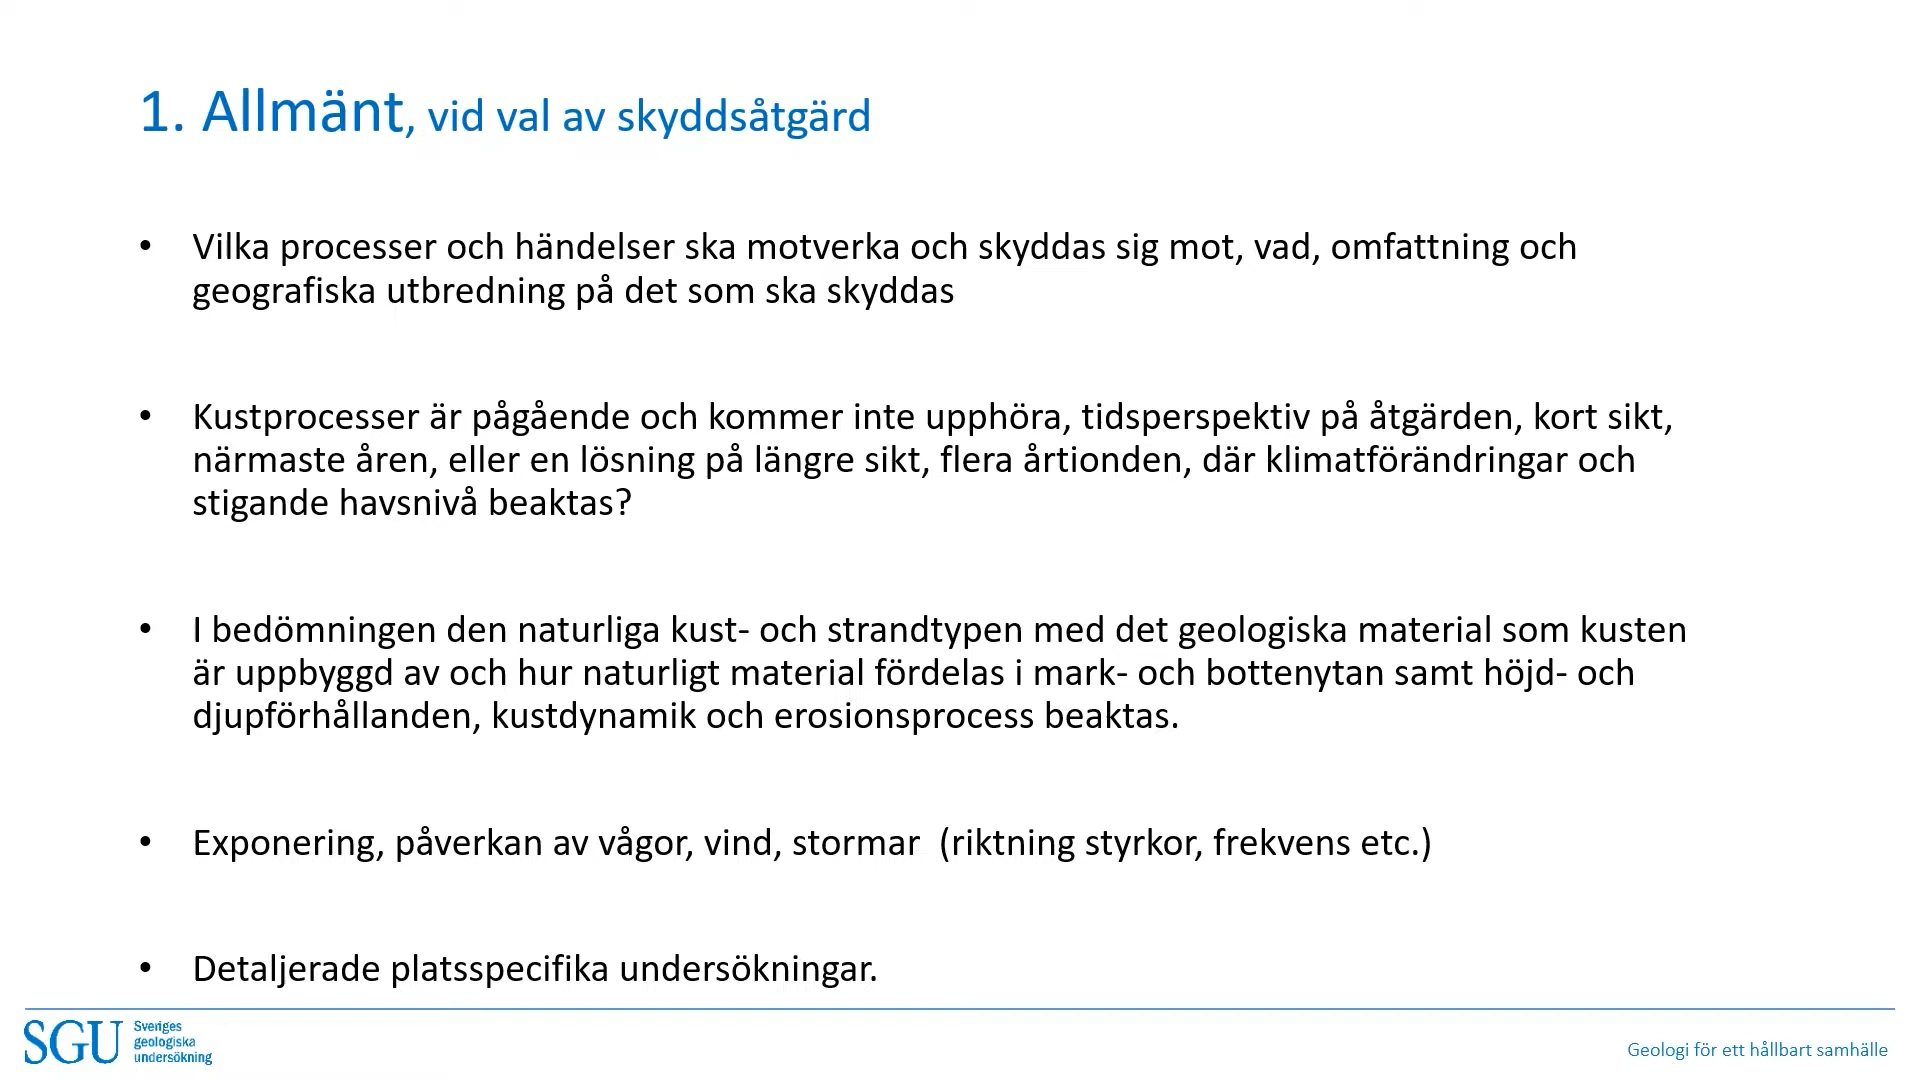 1. Allmänt, vid val av skyddsåtgärd
• Vilka processer och händelser ska motverka och skyddas sig mot, vad, omfattning och
geografiska utbredning på det som ska skyddas
• Kustprocesser är pågående och kommer inte upphöra, tidsperspektiv på åtgärden, kort sikt,
närmaste åren, eller en lösning på längre sikt, flera årtionden, där klimatförändringar och
stigande havsnivå beaktas?
• I bedömningen den naturliga kust- och strandtypen med det geologiska material som kusten
är uppbyggd av och hur naturligt material fördelas i mark- och bottenytan samt höjd- och
djupförhållanden, kustdynamik och erosionsprocess beaktas.
• Exponering, påverkan av vågor, vind, stormar (riktning styrkor, frekvens etc.)
• Detaljerade platsspecifika undersökningar.
SGU
Sveriges
geologiska
undersökning
Geologi för ett hållbart samhälle